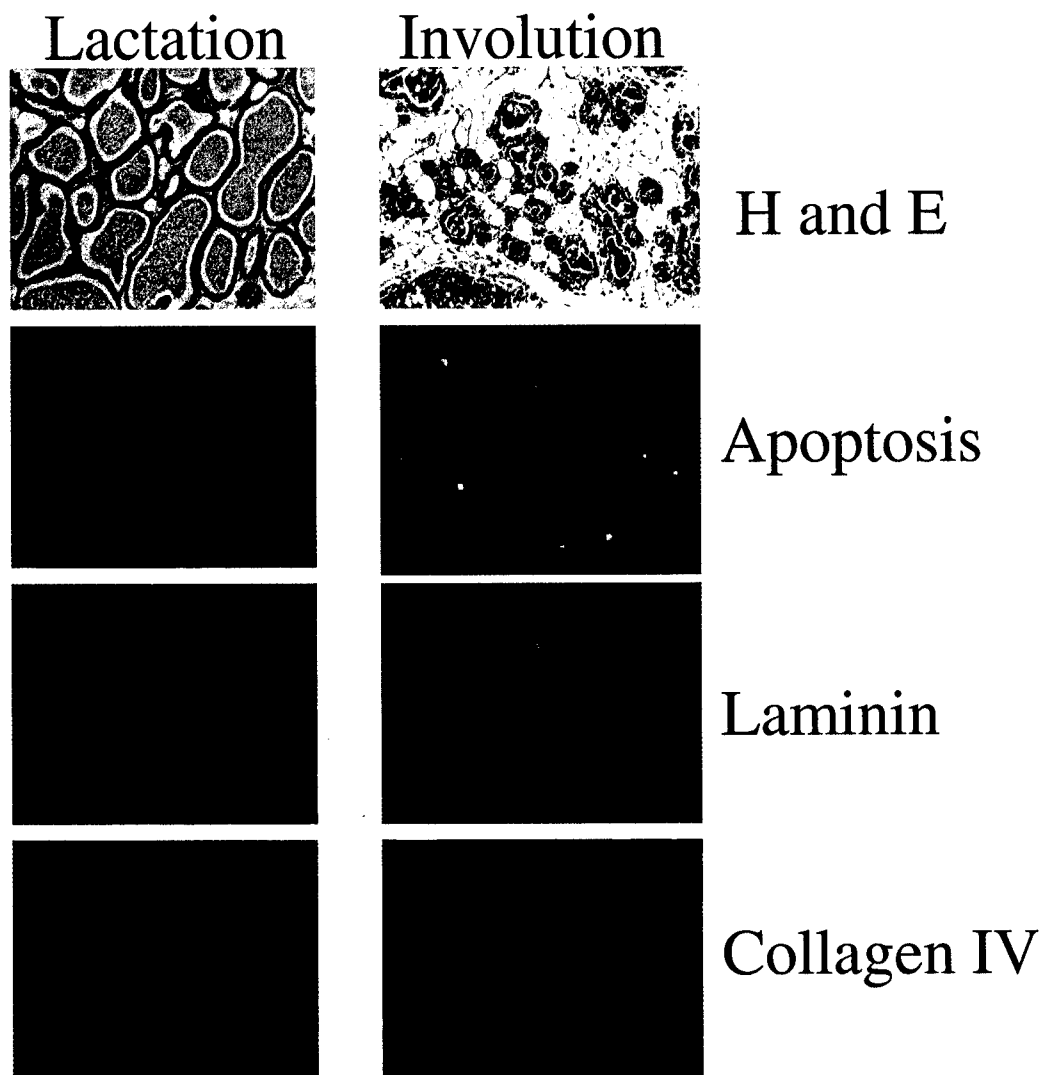 Lactation Involution
H and E
Apoptosis
Laminin
Collagen IV